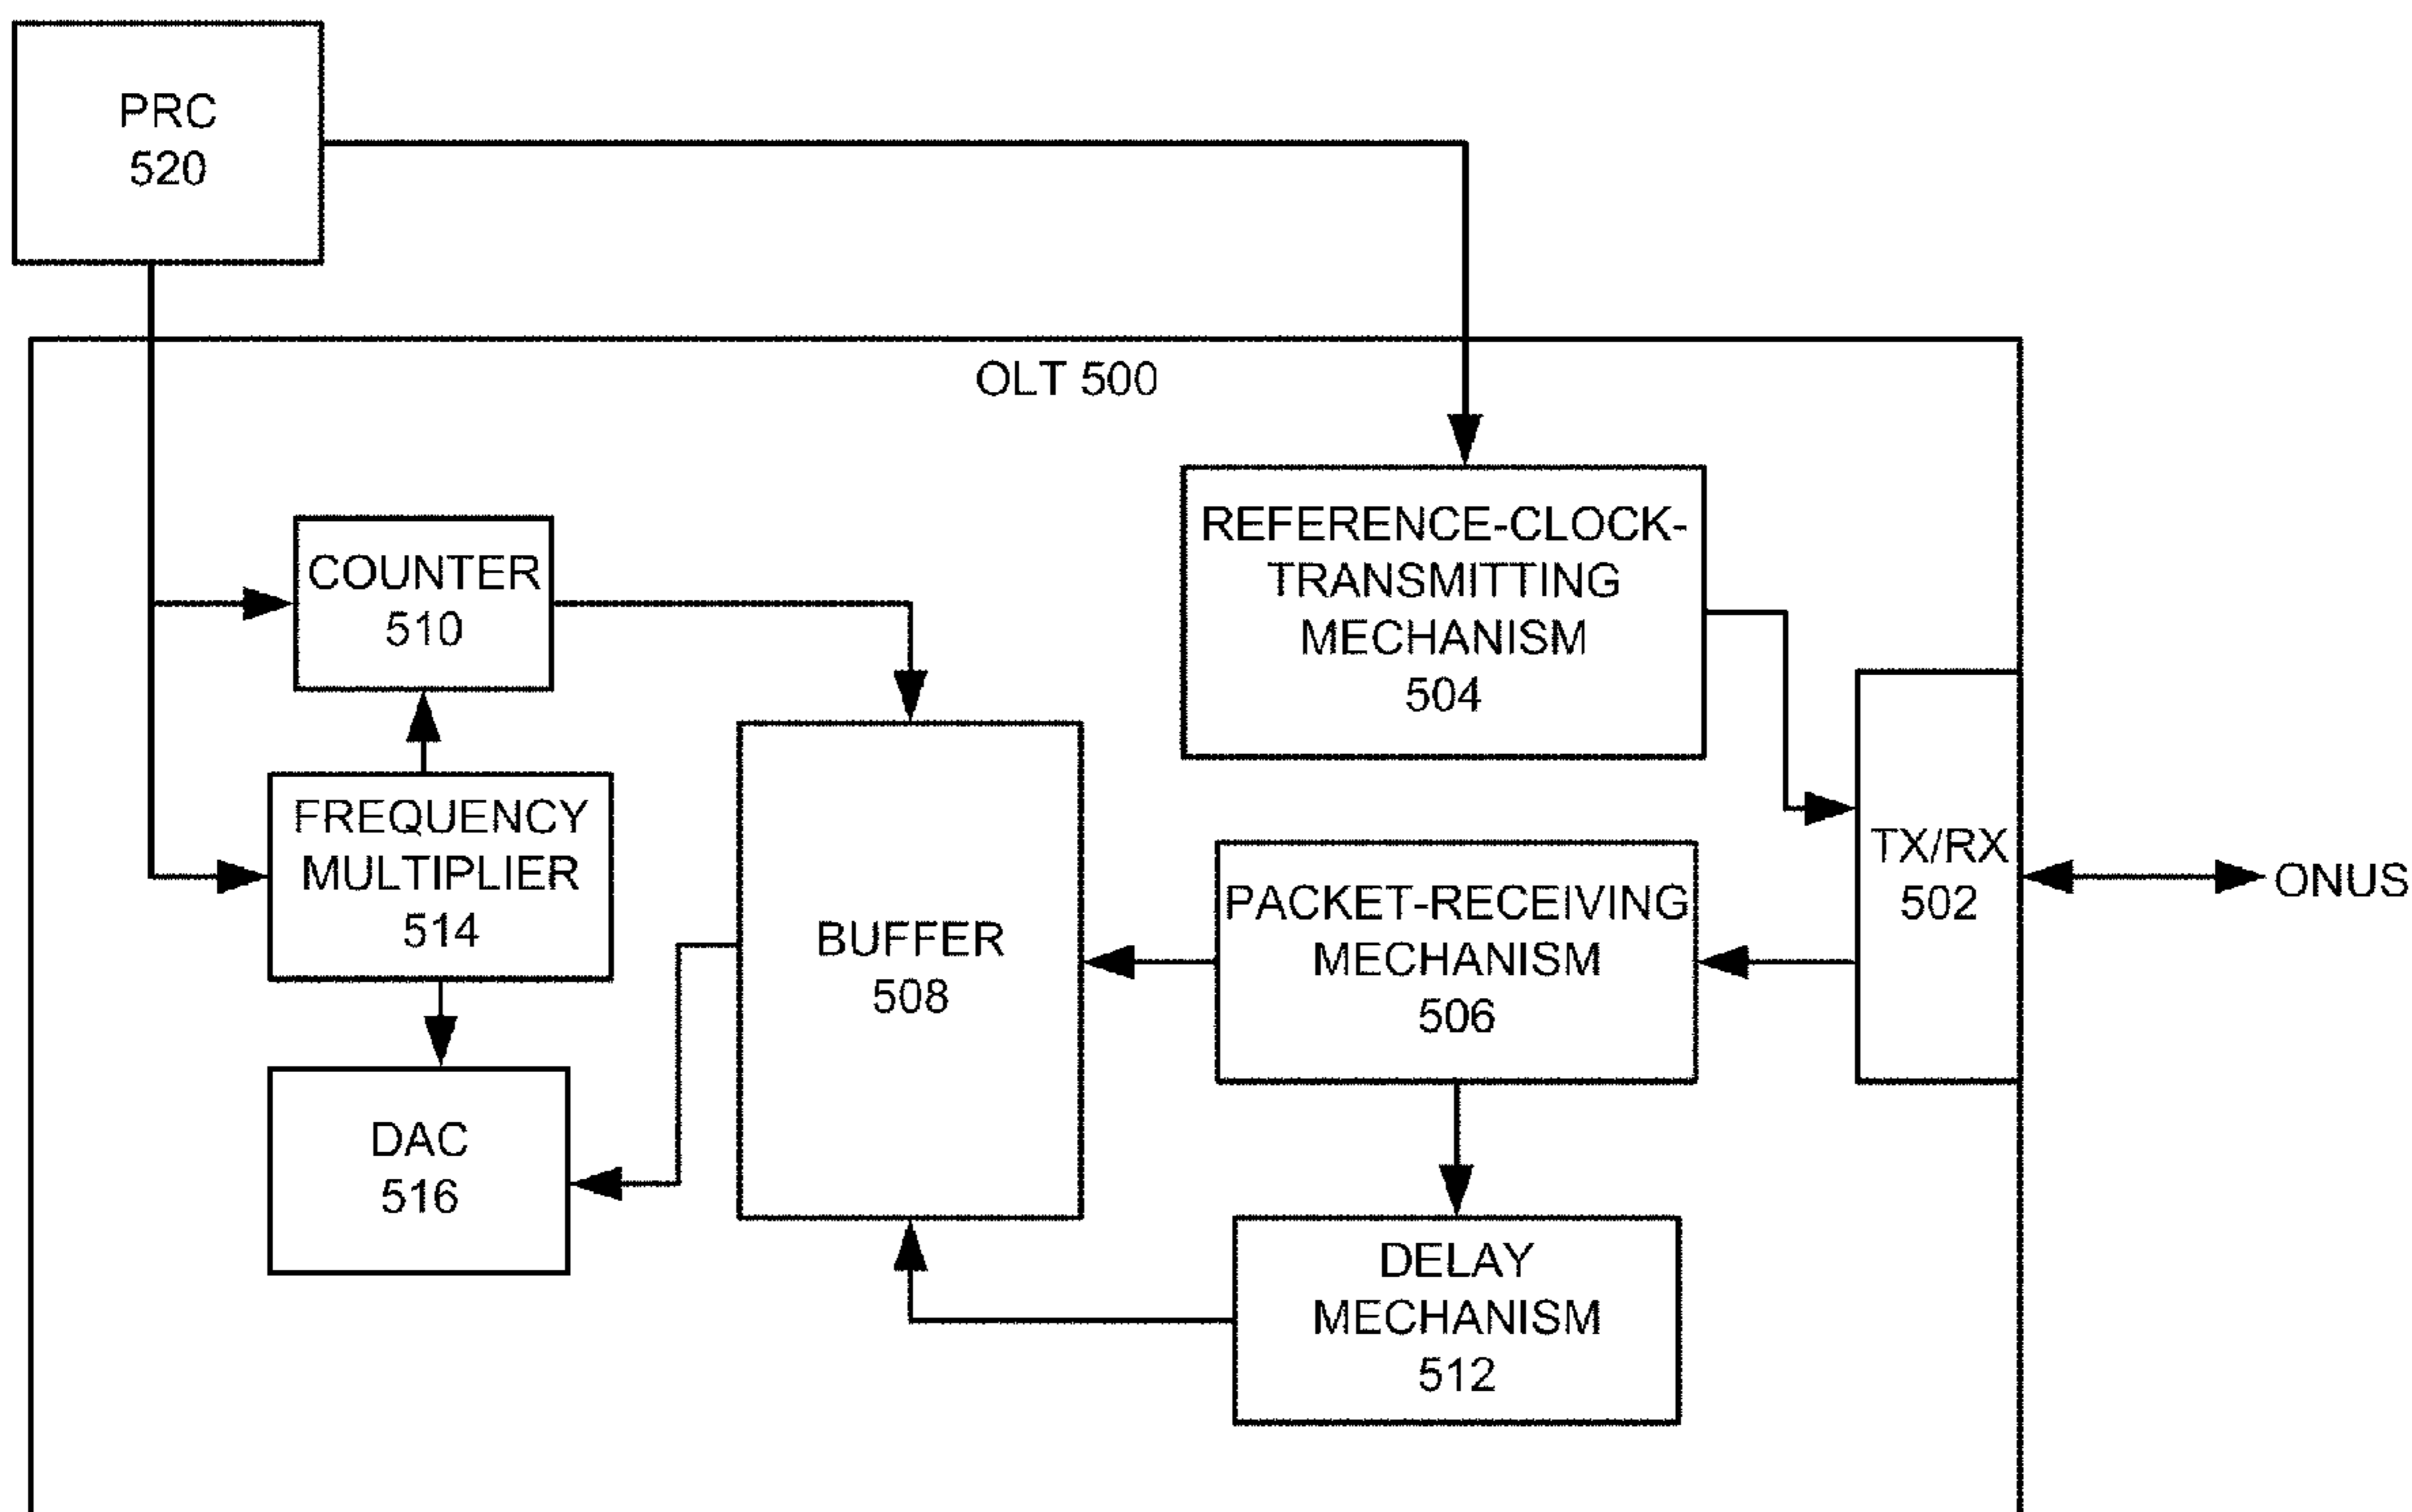 PRC
520
OLT 500
COUNTER
510
REFERENCE-CLOCK-
TRANSMITTING
MECHANISM
504
FREQUENCY
MULTIPLIER
514
BUFFER
508
PACKET-RECEIVING
MECHANISM
506
TX/RX
502
ONUS
DAC
516
DELAY
MECHANISM
512